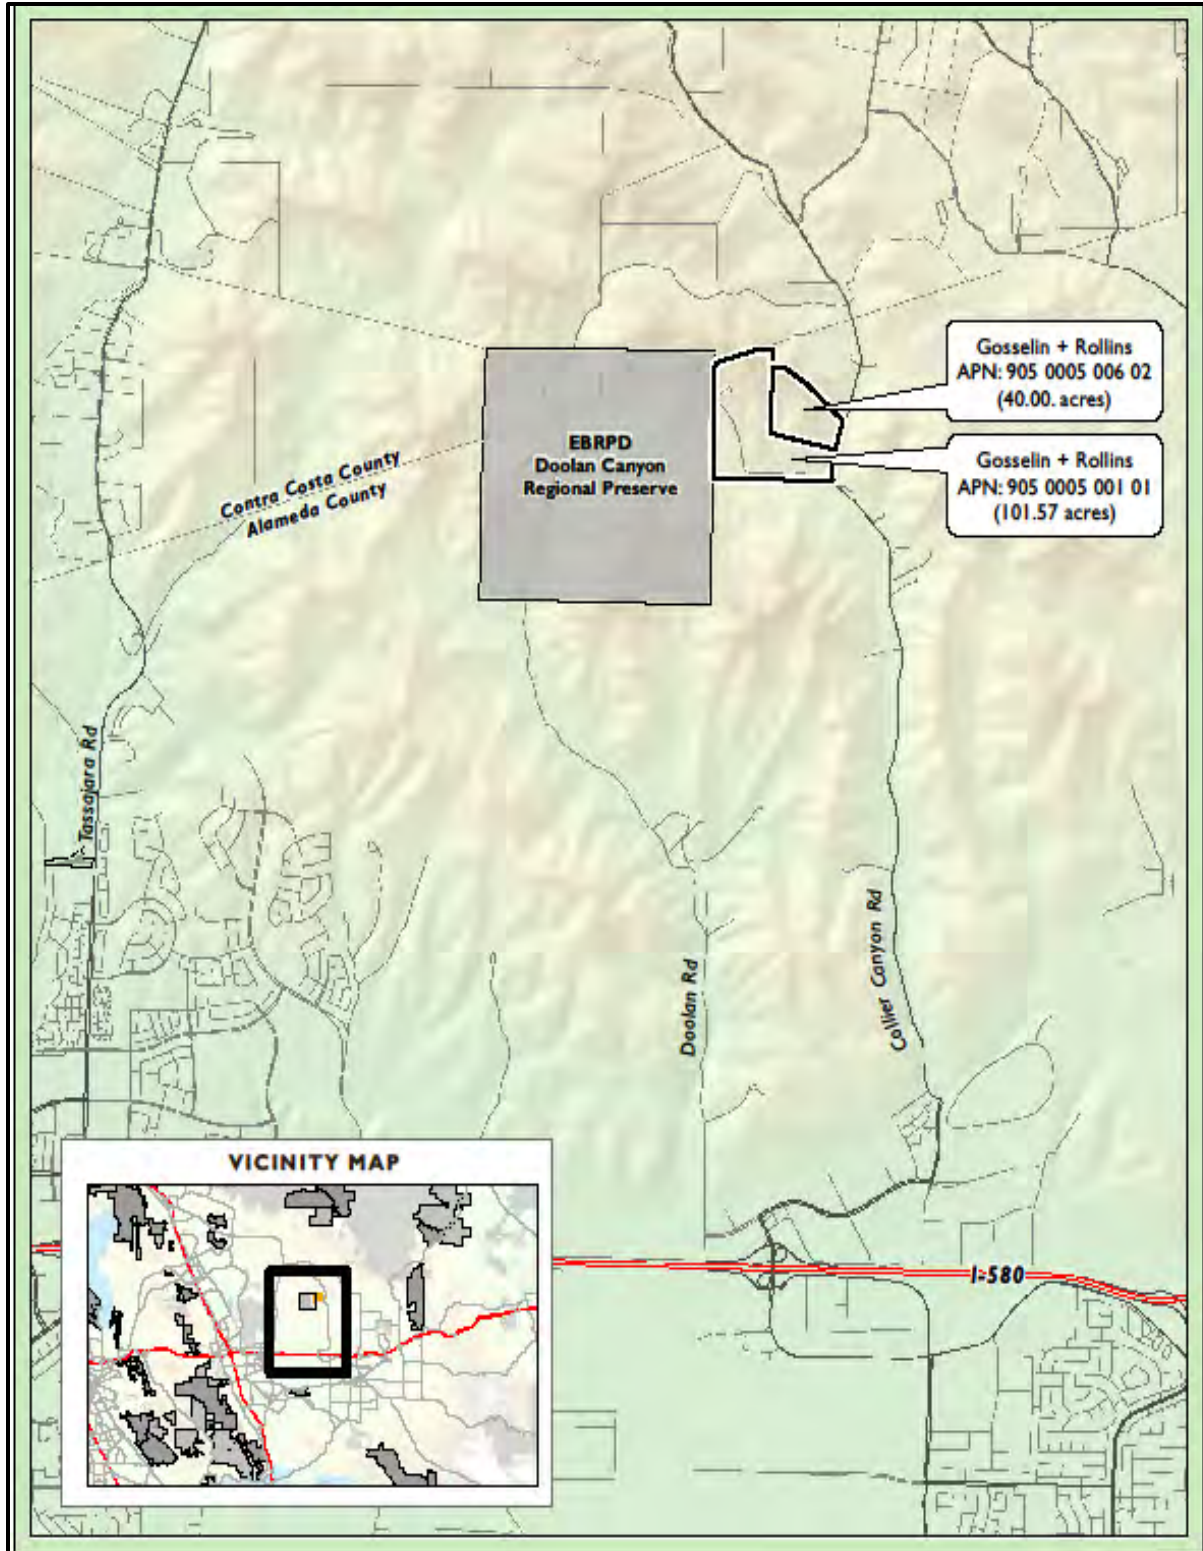 Gosselin + Rollins
APN: 905 0005 006 02
(40.00. acres)
EBRPD
Doolan Canyon
Regional Preserve
Gosselin + Rollins
APN: 905 0005 001 01
(101.57 acres)
Contra Costa County
Alameda County
Tassajara Rd
Doolan Rd
Collier Canyon Rd
VICINITY MAP
I-580